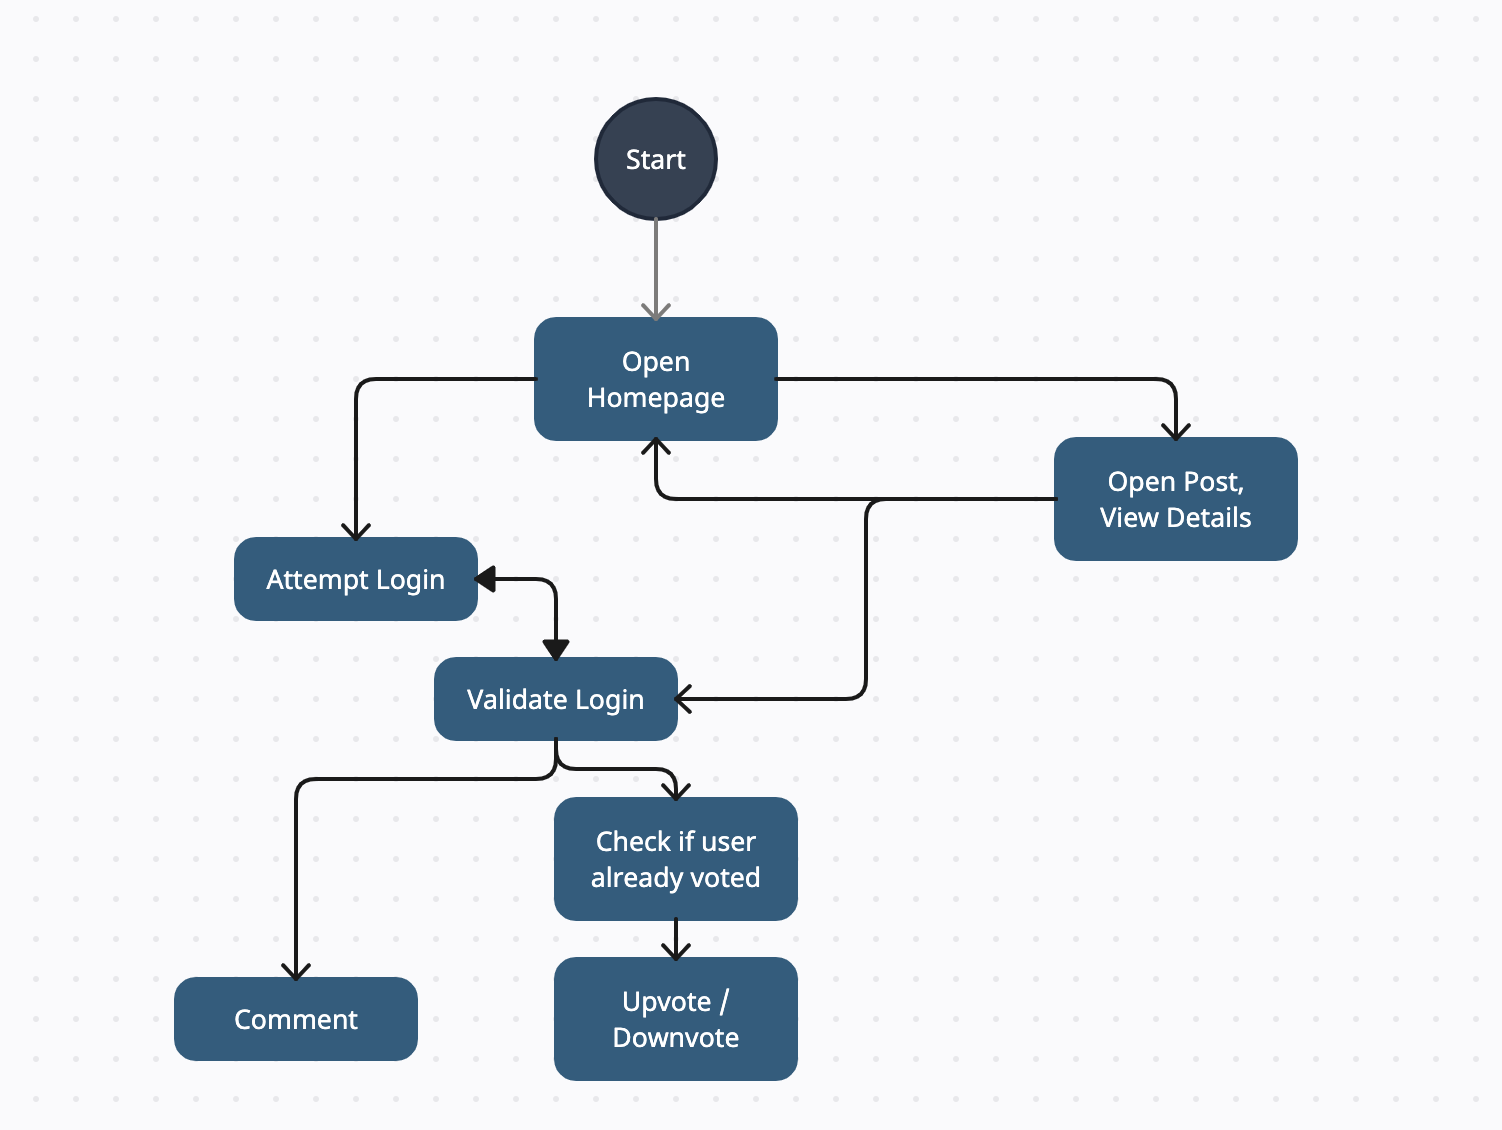 Start
Open
Homepage
Open Post,
View Details
Attempt Login
Validate Login
Check if user
already voted
Comment
Upvote /
Downvote